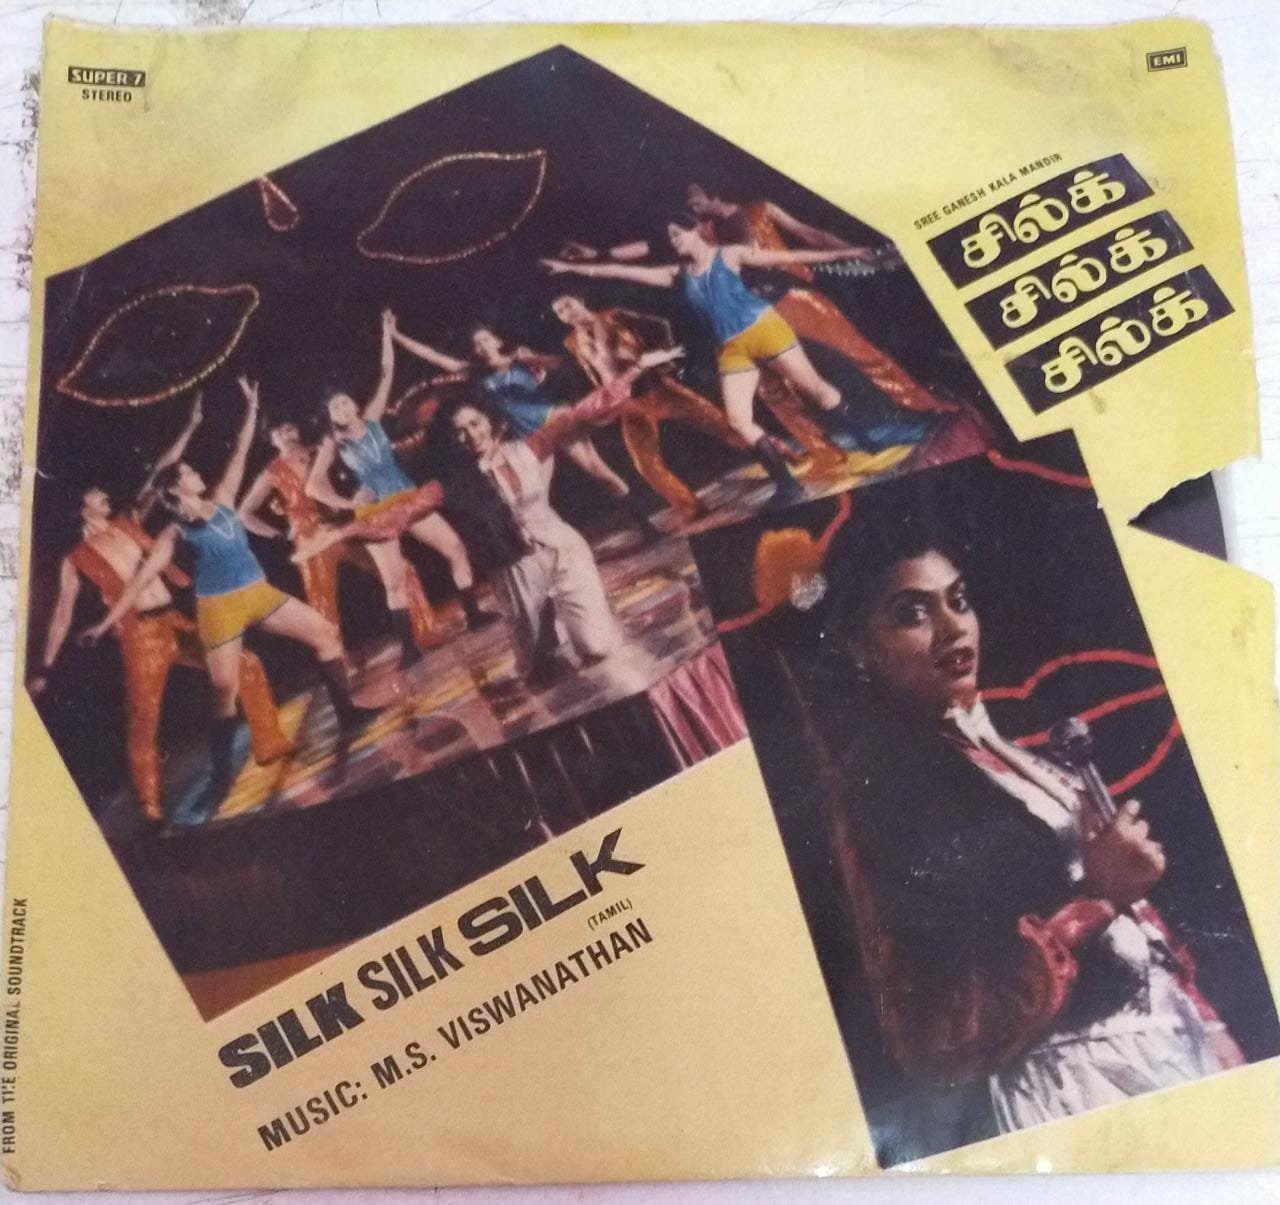 SUPER-7
STEREO
EMI
SREE GANESH KALA MANDIR
சில்க்
சில்க்
சில்க்
SILK SILK SILK
(TAMIL)
MUSIC: M.S. VISWANATHAN
FROM THE ORIGINAL SOUNDTRACK